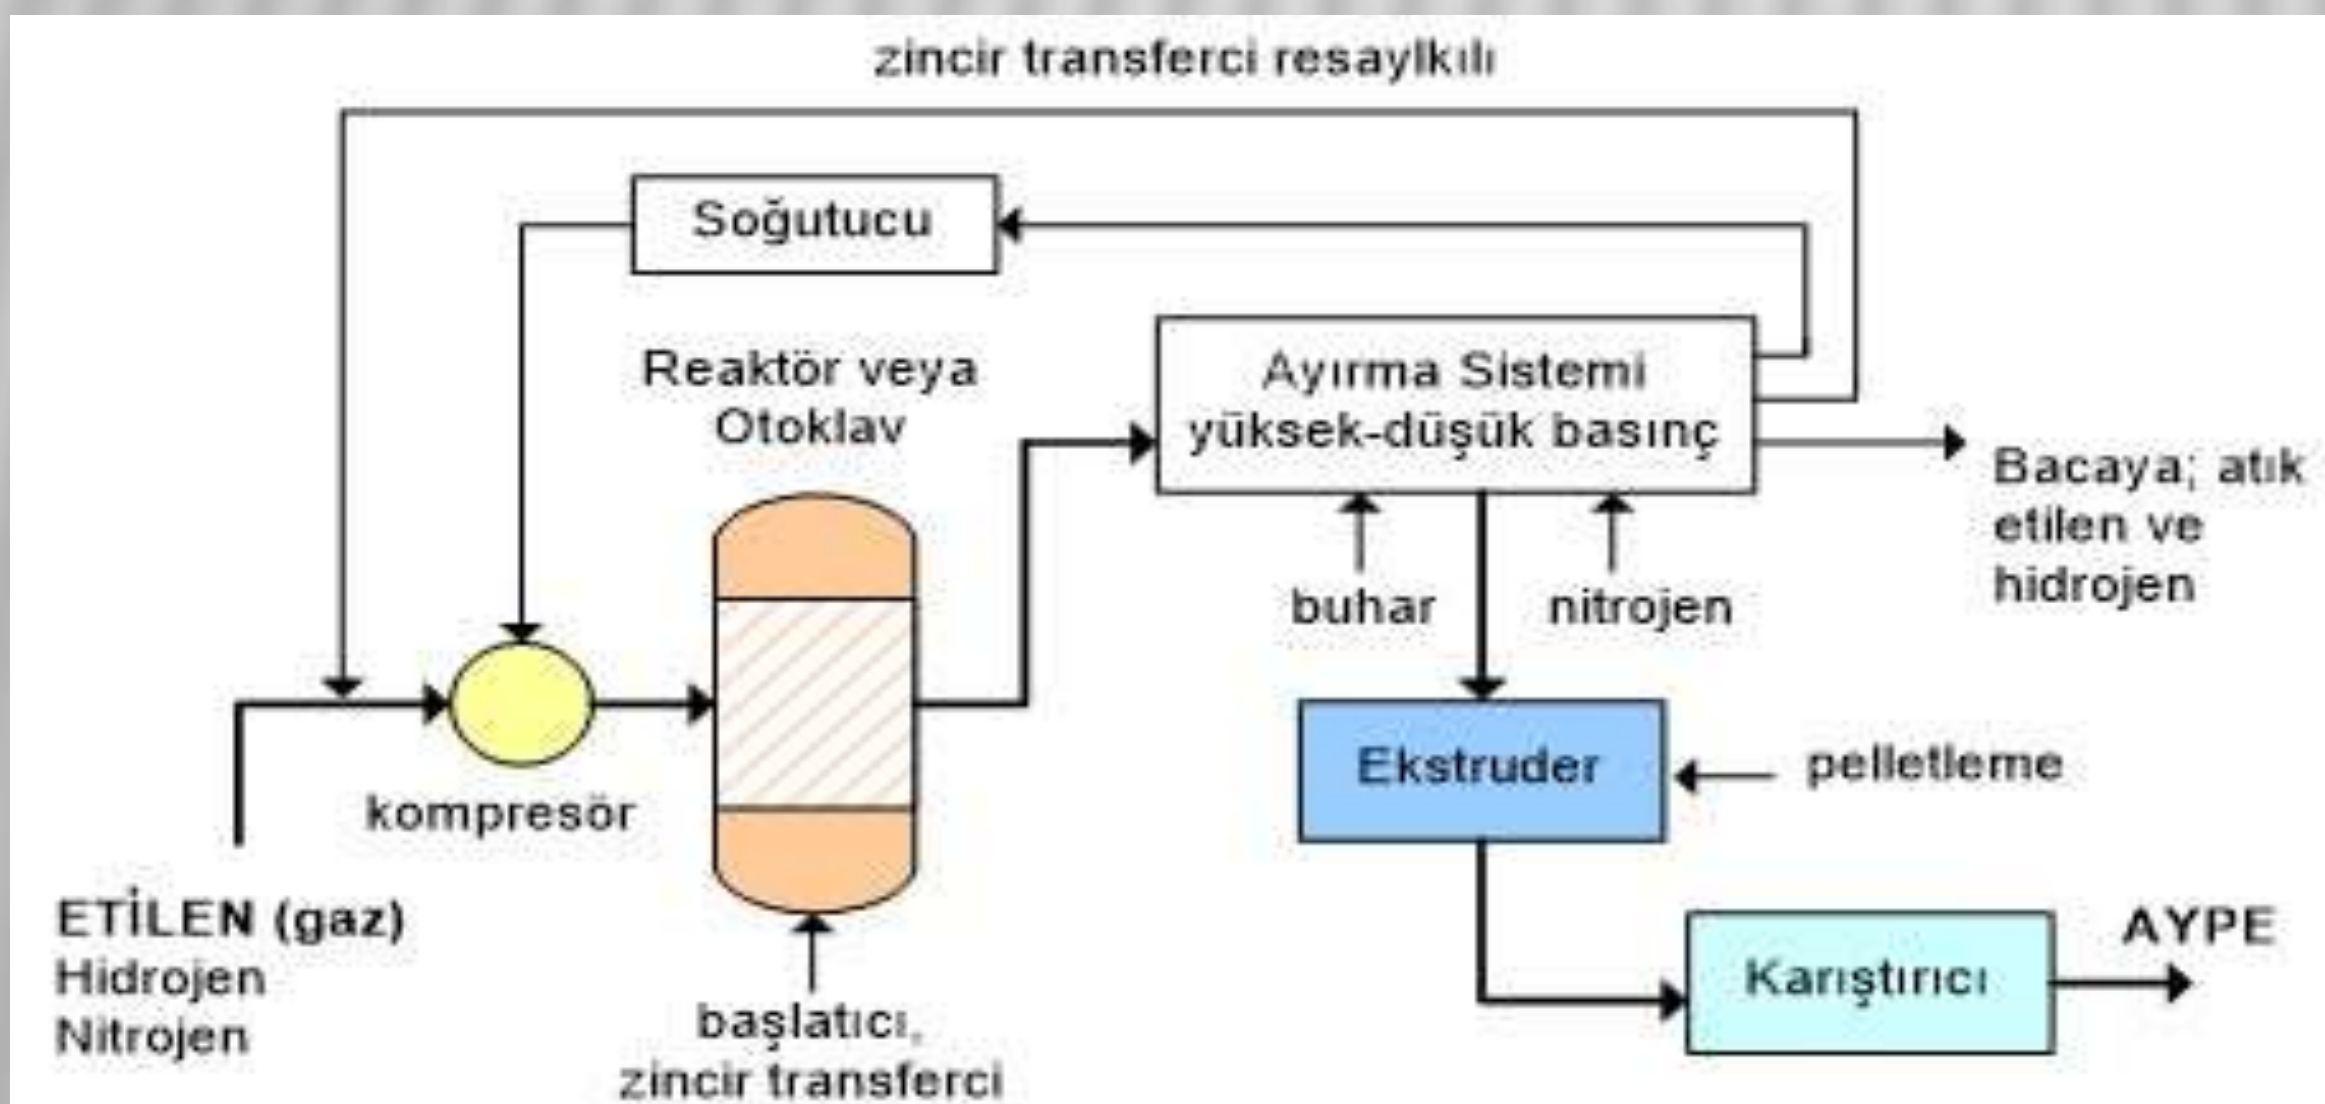 zincir transferci resaylkılı
Soğutucu
Reaktör veya
Otoklav
Ayırma Sistemi
yüksek-düşük basınç
Bacaya; atık
etilen ve
hidrojen
buhar
nitrojen
kompresör
Ekstruder
pelletleme
ETİLEN (gaz)
Hidrojen
Nitrojen
başlatıcı,
zincir transferci
Karıştırıcı
AYPE